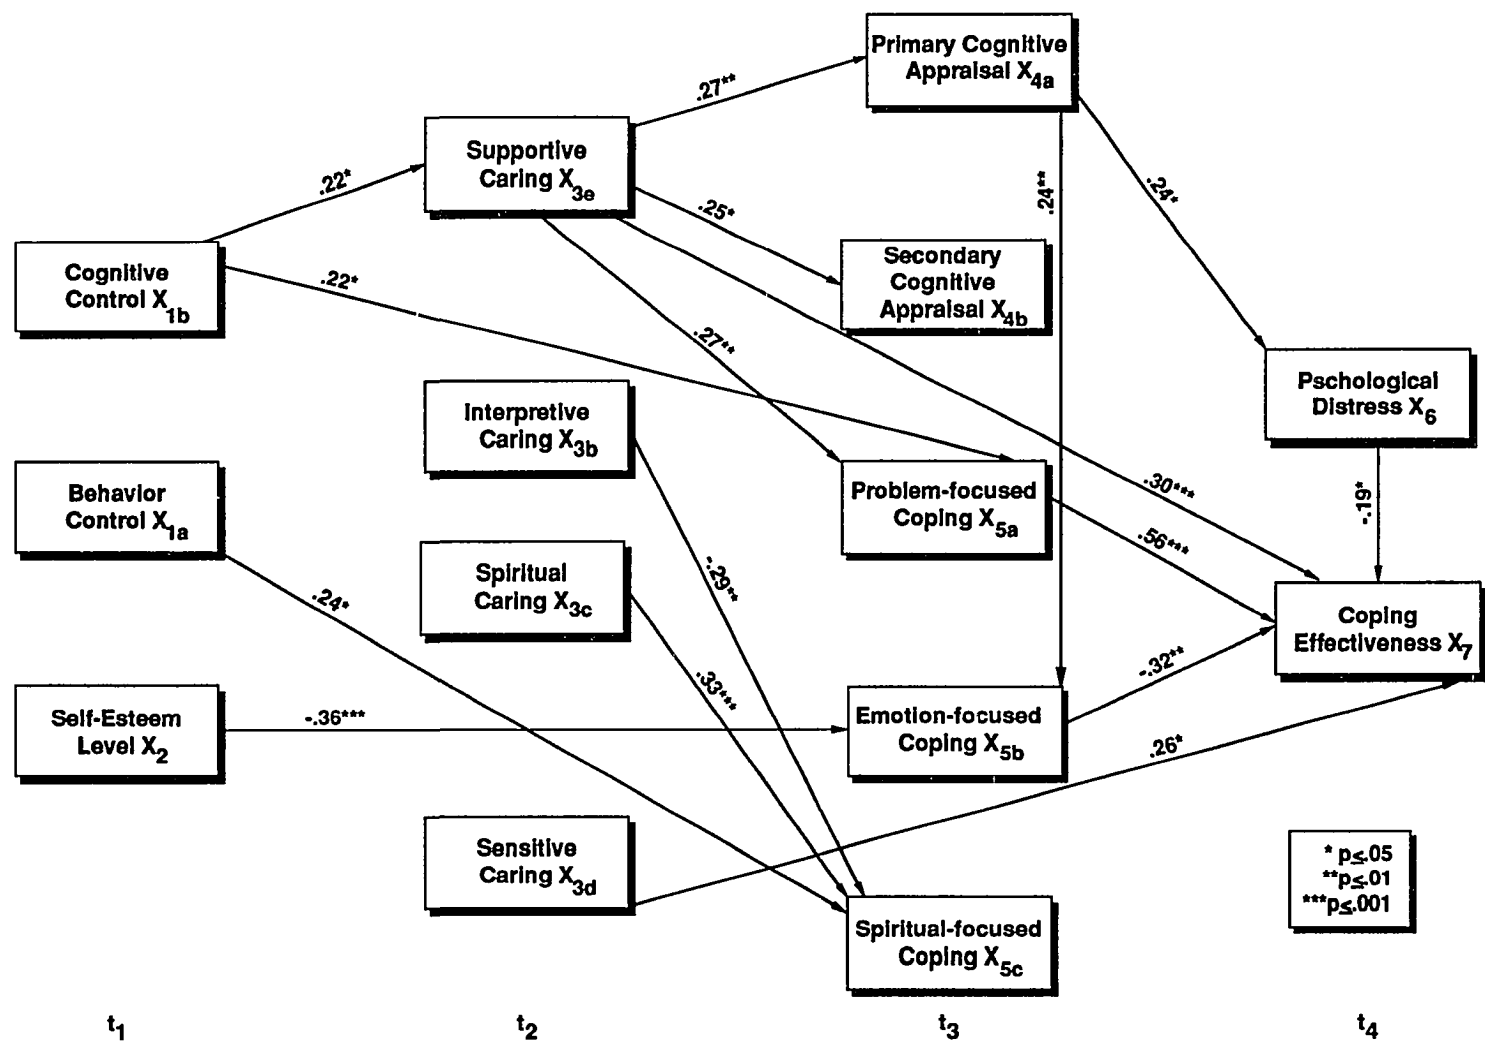 Primary Cognitive
Appraisal X4a
.27**
Supportive
Caring X3e
.22*
.24**
.24*
.25*
Cognitive
Control X1b
.22*
Secondary
Cognitive
Appraisal X4b
.27**
Interpretive
Caring X3b
Pschological
Distress X6
Behavior
Control X1a
Problem-focused
Coping X5a
.30***
-.19*
.56***
Spiritual
Caring X3c
-.29**
.24*
Coping
Effectiveness X7
.33***
-.32**
Self-Esteem
Level X2
-.36***
Emotion-focused
Coping X5b
.26*
Sensitive
Caring X3d
* p≤.05
**p≤.01
***p≤.001
Spiritual-focused
Coping X5c
t1
t2
t3
t4